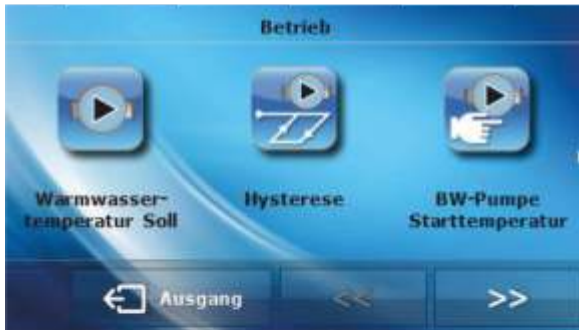 Betrieb
Warmwasser-
temperatur Soll
Hysterese
BW-Pumpe
Starttemperatur
Ausgang
<<
>>